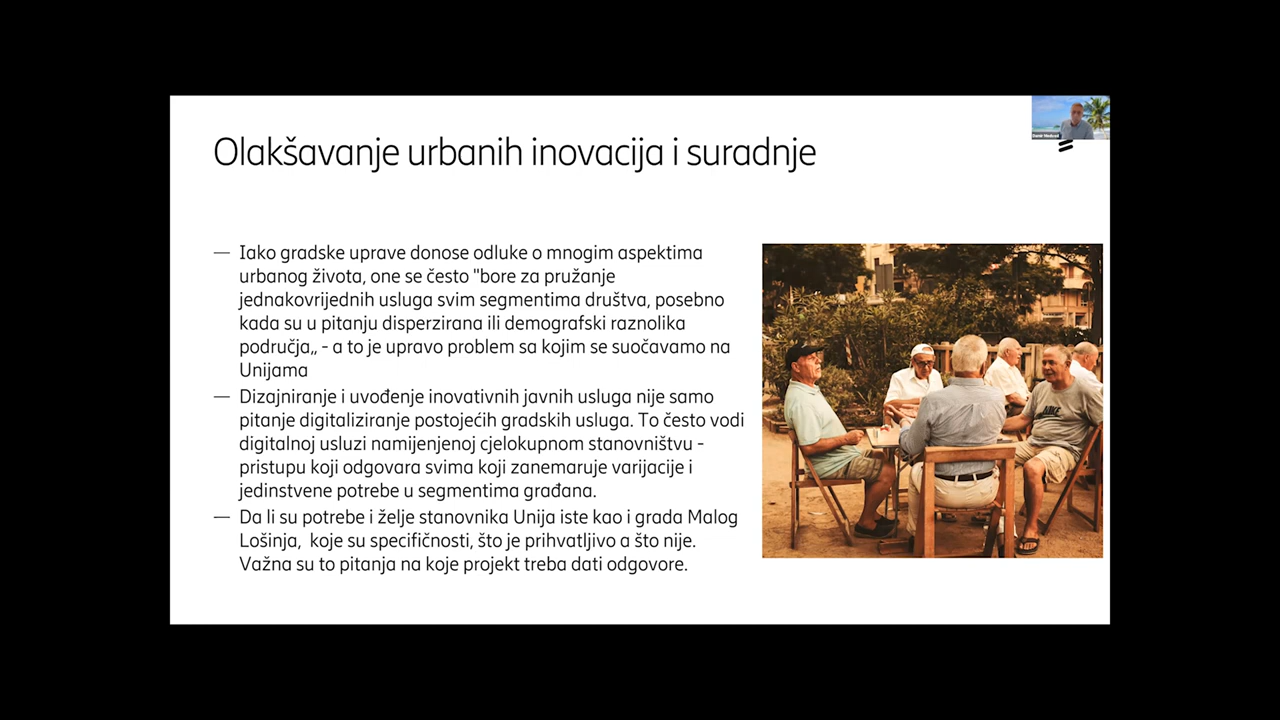 Olakšavanje urbanih inovacija i suradnje
— Iako gradske uprave donose odluke o mnogim aspektima
urbanog života, one se često "bore za pružanje
jednakovrijednih usluga svim segmentima društva, posebno
kada su u pitanju disperzirana ili demografski raznolika
područja„ - a to je upravo problem sa kojim se suočavamo na
Unijama
— Dizajniranje i uvođenje inovativnih javnih usluga nije samo
pitanje digitaliziranje postojećih gradskih usluga. To često vodi
digitalnoj usluzi namijenjenoj cjelokupnom stanovništvu -
pristupu koji odgovara svima koji zanemaruje varijacije i
jedinstvene potrebe u segmentima građana.
— Da li su potrebe i želje stanovnika Unija iste kao i grada Malog
Lošinja, koje su specifičnosti, što je prihvatljivo a što nije.
Važna su to pitanja na koje projekt treba dati odgovore.